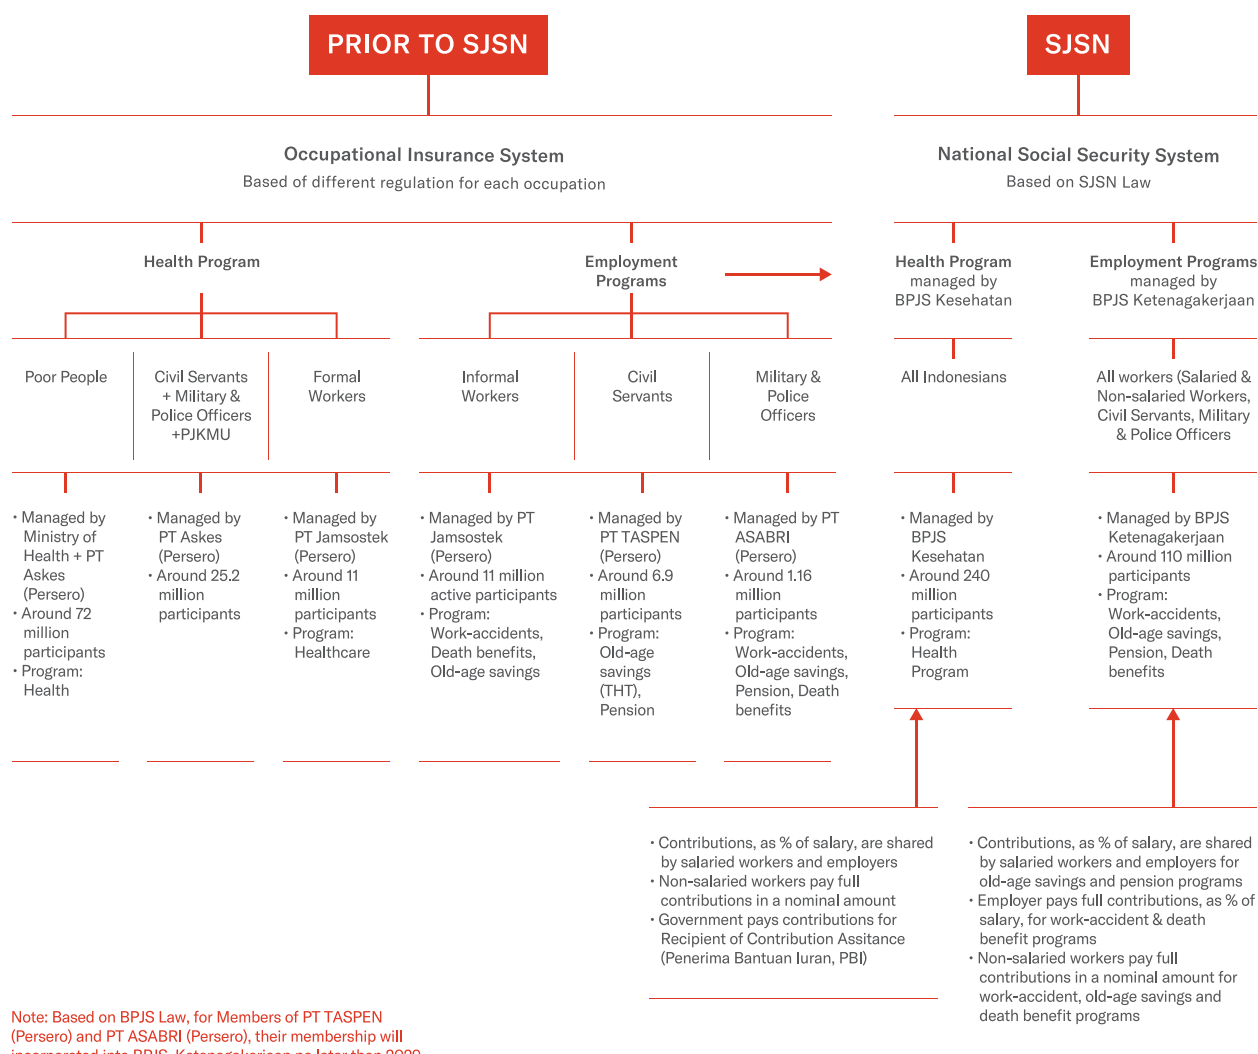 PRIOR TO SJSN
SJSN
Occupational Insurance System
Based of different regulation for each occupation
National Social Security System
Based on SJSN Law
Health Program
Employment
Programs
Health Program
managed by
BPJS Kesehatan
Employment Programs
managed by
BPJS Ketenagakerjaan
Poor People
Civil Servants
+ Military &
Police Officers
+PJKMU
Formal
Workers
Informal
Workers
Civil
Servants
Military &
Police
Officers
All Indonesians
All workers (Salaried &
Non-salaried Workers,
Civil Servants, Military
& Police Officers
• Managed by
Ministry of
Health + PT
Askes
(Persero)
• Around 72
million
participants
• Program:
Health
• Managed by
PT Askes
(Persero)
• Around 25.2
million
participants
• Managed by
PT Jamsostek
(Persero)
• Around 11
million
participants
• Program:
Healthcare
• Managed by PT
Jamsostek
(Persero)
• Around 11 million
active participants
• Program:
Work-accidents,
Death benefits,
Old-age savings
• Managed by
PT TASPEN
(Persero)
• Around 6.9
million
participants
• Program:
Old-age
savings
(THT),
Pension
• Managed by PT
ASABRI
(Persero)
• Around 1.16
million
participants
• Program:
Work-accidents,
Old-age savings,
Pension, Death
benefits
• Managed by
BPJS
Kesehatan
• Around 240
million
participants
• Program:
Health
Program
• Managed by BPJS
Ketenagakerjaan
• Around 110 million
participants
• Program:
Work-accidents,
Old-age savings,
Pension, Death
benefits
• Contributions, as % of salary, are shared
by salaried workers and employers
• Non-salaried workers pay full
contributions in a nominal amount
• Government pays contributions for
Recipient of Contribution Assitance
(Penerima Bantuan Iuran, PBI)
• Contributions, as % of salary, are shared
by salaried workers and employers for
old-age savings and pension programs
• Employer pays full contributions, as % of
salary, for work-accident & death
benefit programs
• Non-salaried workers pay full
contributions in a nominal amount for
work-accident, old-age savings and
death benefit programs
Note: Based on BPJS Law, for Members of PT TASPEN
(Persero) and PT ASABRI (Persero), their membership will
incorporated into BPJS Ketenagakerjaan no later than 2029